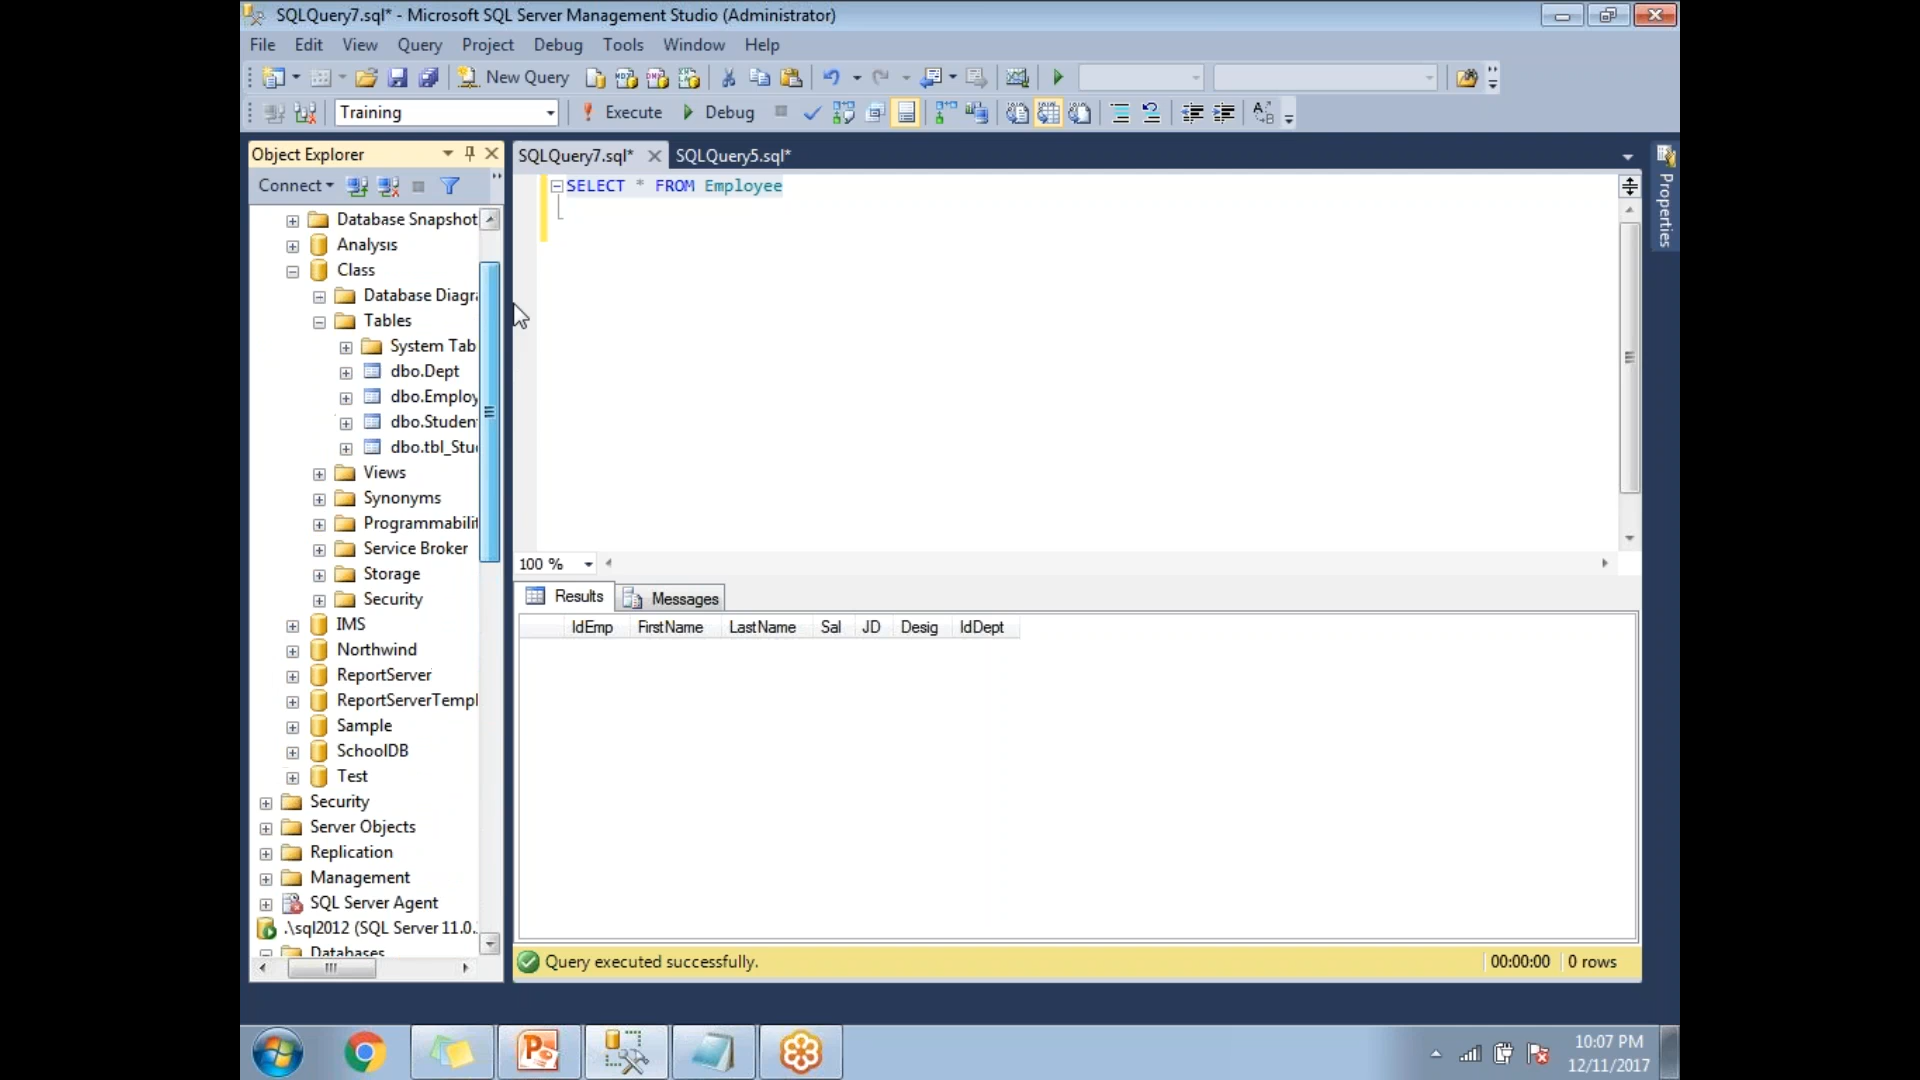 SQLQuery7.sql* - Microsoft SQL Server Management Studio (Administrator)
File Edit View Query Project Debug Tools Window Help
New Query
Training Execute Debug
Object Explorer
SQLQuery7.sql* SQLQuery5.sql*
Properties
Connect
SELECT * FROM Employee
Database Snapshot
Analysis
Class
Database Diagra
Tables
System Tab
dbo.Dept
dbo.Employ
dbo.Studen
dbo.tbl_Stu
Views
Synonyms
Programmabilit
Service Broker
Storage
Security
IMS
Northwind
ReportServer
ReportServerTempl
Sample
SchoolDB
Test
Security
Server Objects
Replication
Management
SQL Server Agent
.\sql2012 (SQL Server 11.0.
Databases
100 %
Results Messages
IdEmp FirstName LastName Sal JD Desig IdDept
Query executed successfully. 00:00:00 0 rows
10:07 PM
12/11/2017